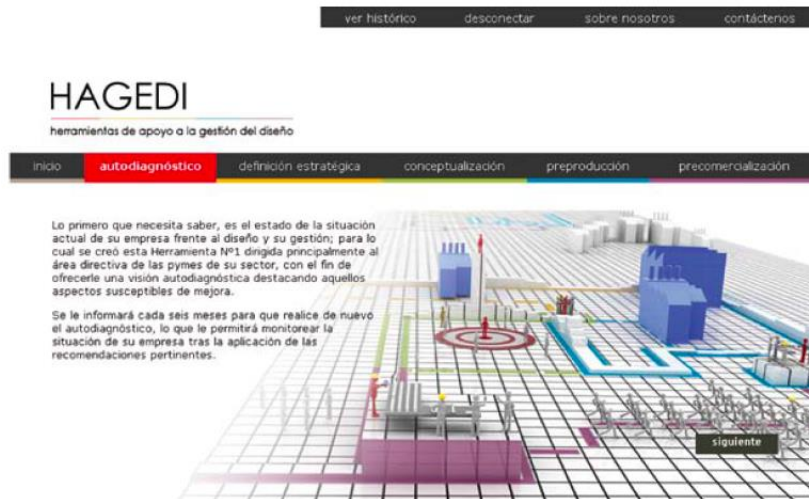 ver histórico desconectar sobre nosotros contáctenos
HAGEDI
herramientas de apoyo a la gestión del diseño
inicio autodiagnóstico definición estratégica conceptualización preproducción precomercialización
Lo primero que necesita saber, es el estado de la situación
actual de su empresa frente al diseño y su gestión; para lo
cual se creó esta Herramienta Nº1 dirigida principalmente al
área directiva de las pymes de su sector, con el fin de
ofrecerle una visión autodiagnóstica destacando aquellos
aspectos susceptibles de mejora.
Se le informará cada seis meses para que realice de nuevo
el autodiagnóstico, lo que le permitirá monitorear la
situación de su empresa tras la aplicación de las
recomendaciones pertinentes.
siguiente